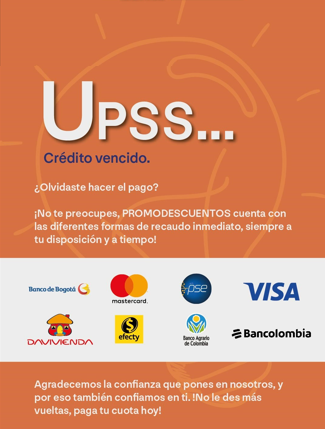 UPSS...
Crédito vencido.
¿Olvidaste hacer el pago?
¡No te preocupes, PROMODESCUENTOS cuenta con
las diferentes formas de recaudo inmediato, siempre a
tu disposición y a tiempo!
Banco de Bogotá
mastercard.
pse
VISA
DAVIVIENDA
$
efecty
Banco Agrario
de Colombia
Bancolombia
Agradecemos la confianza que pones en nosotros, y
por eso también confiamos en ti. !No le des más
vueltas, paga tu cuota hoy!